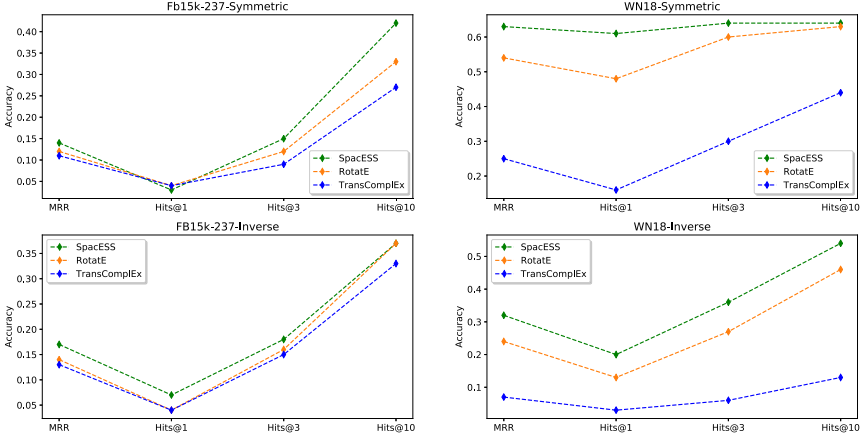 Fb15k-237-Symmetric
Accuracy
0.40
0.35
0.30
0.25
0.20
0.15
0.10
0.05
SpacESS
RotatE
TransComplEx
MRR
Hits@1
Hits@3
Hits@10
WN18-Symmetric
Accuracy
0.6
0.5
0.4
0.3
0.2
SpacESS
RotatE
TransComplEx
MRR
Hits@1
Hits@3
Hits@10
FB15k-237-Inverse
Accuracy
0.35
0.30
0.25
0.20
0.15
0.10
0.05
SpacESS
RotatE
TransComplEx
MRR
Hits@1
Hits@3
Hits@10
WN18-Inverse
Accuracy
0.5
0.4
0.3
0.2
0.1
SpacESS
RotatE
TransComplEx
MRR
Hits@1
Hits@3
Hits@10